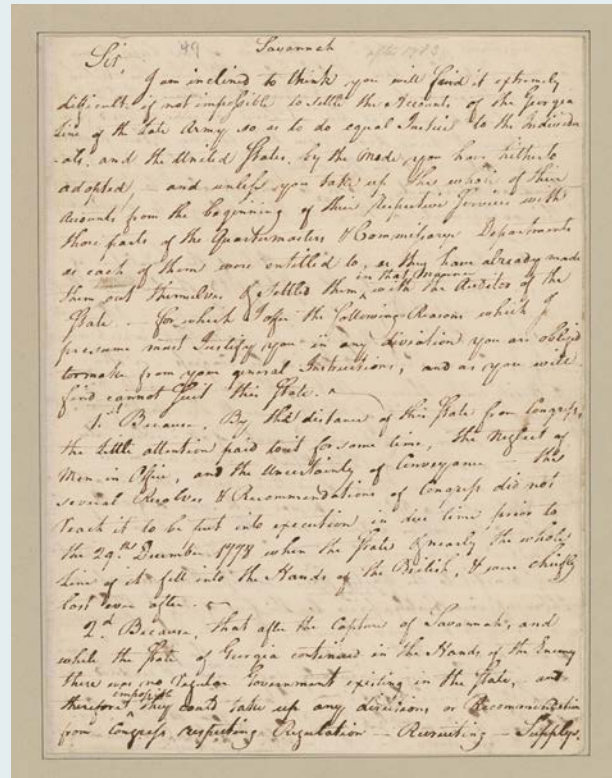 99 Savannah after 1783
Sir,
I am inclined to think you will find it extremely
difficult if not impossible to settle the Accounts of the Georgia
Line of the Late Army so as to do equal Justice to the Individu
-als, and the United States, by the Mode you have hitherto
adopted, and unless you take up the whole of their
Accounts from the beginning of their Respective Services with
those parts of the Quartermasters & Commissarys Departments
as each of them were entitled to, as they have already made
them out themselves & settled them in that manner with the Auditor of the
State — for which I offer the following Reasons which I
presume must Justify you in any diviation you are oblig'd
to make from your general Instructions, and as you will
find cannot suit this State. —
1st Because, By the distance of this State from Congress,
the little attention paid to it for some time, the Neglect of
Men in Office, and the Uncertainty of Conveyance the
several Resolves & Recommendations of Congress did not
reach it to be put into execution in due time prior to
the 29th December 1778 when the State & nearly the whole
Line of it fell into the Hands of the British, & were chiefly
lost ever after. —
2d Because, that after the Capture of Savannah, and
while the State of Georgia continued in the Hands of the Enemy
there was no regular Government existing in the State, and
therefore impossible they could take up any directions or Recommendation
from Congress respecting Regulation — Recruiting — Supplys.